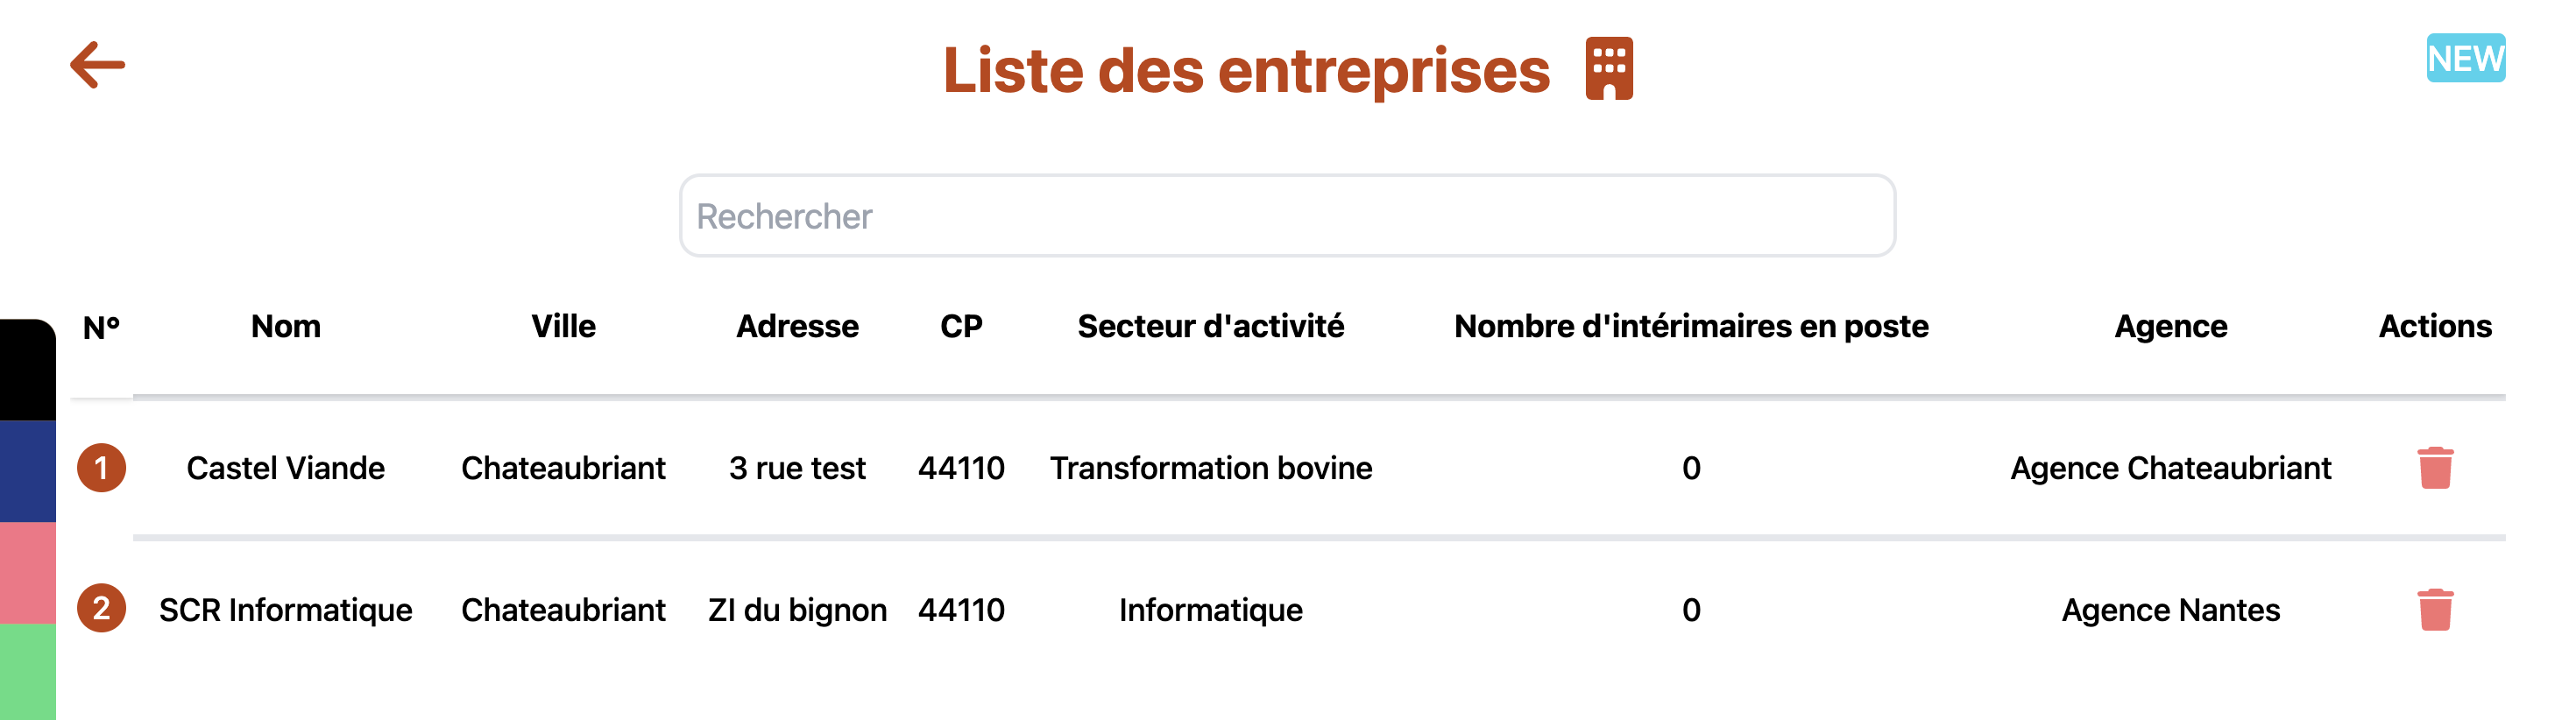 Liste des entreprises
NEW
Rechercher
N° Nom Ville Adresse CP Secteur d'activité Nombre d'intérimaires en poste Agence Actions
1 Castel Viande Chateaubriant 3 rue test 44110 Transformation bovine 0 Agence Chateaubriant
2 SCR Informatique Chateaubriant ZI du bignon 44110 Informatique 0 Agence Nantes